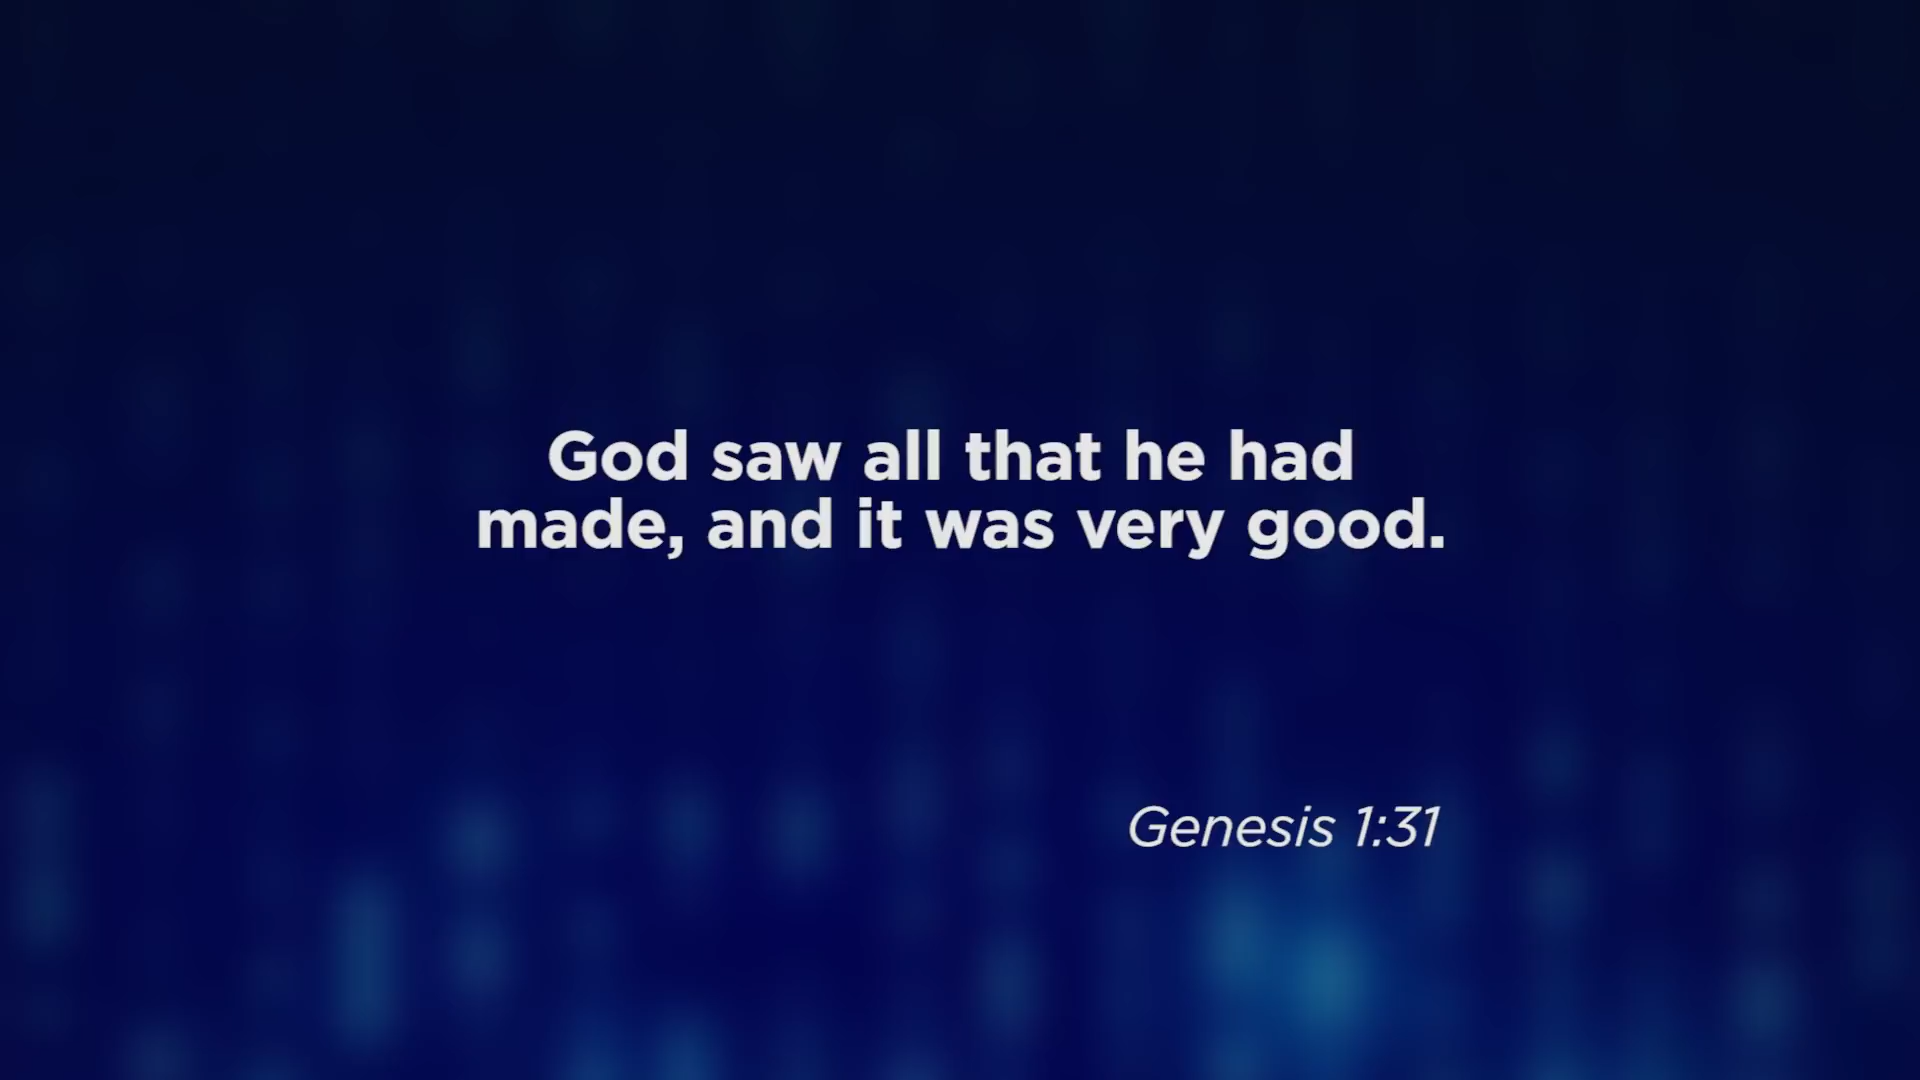 God saw all that he had
made, and it was very good.
Genesis 1:31